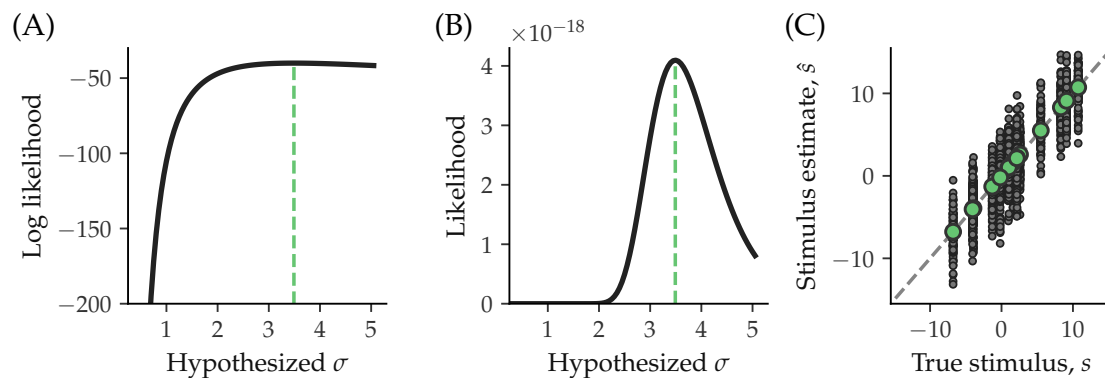 (A)
Log likelihood
−50
−100
−150
−200
1 2 3 4 5
Hypothesized σ
(B)
×10⁻¹⁸
Likelihood
4
3
2
1
0
1 2 3 4 5
Hypothesized σ
(C)
Stimulus estimate, ŝ
10
0
−10
−10 0 10
True stimulus, s